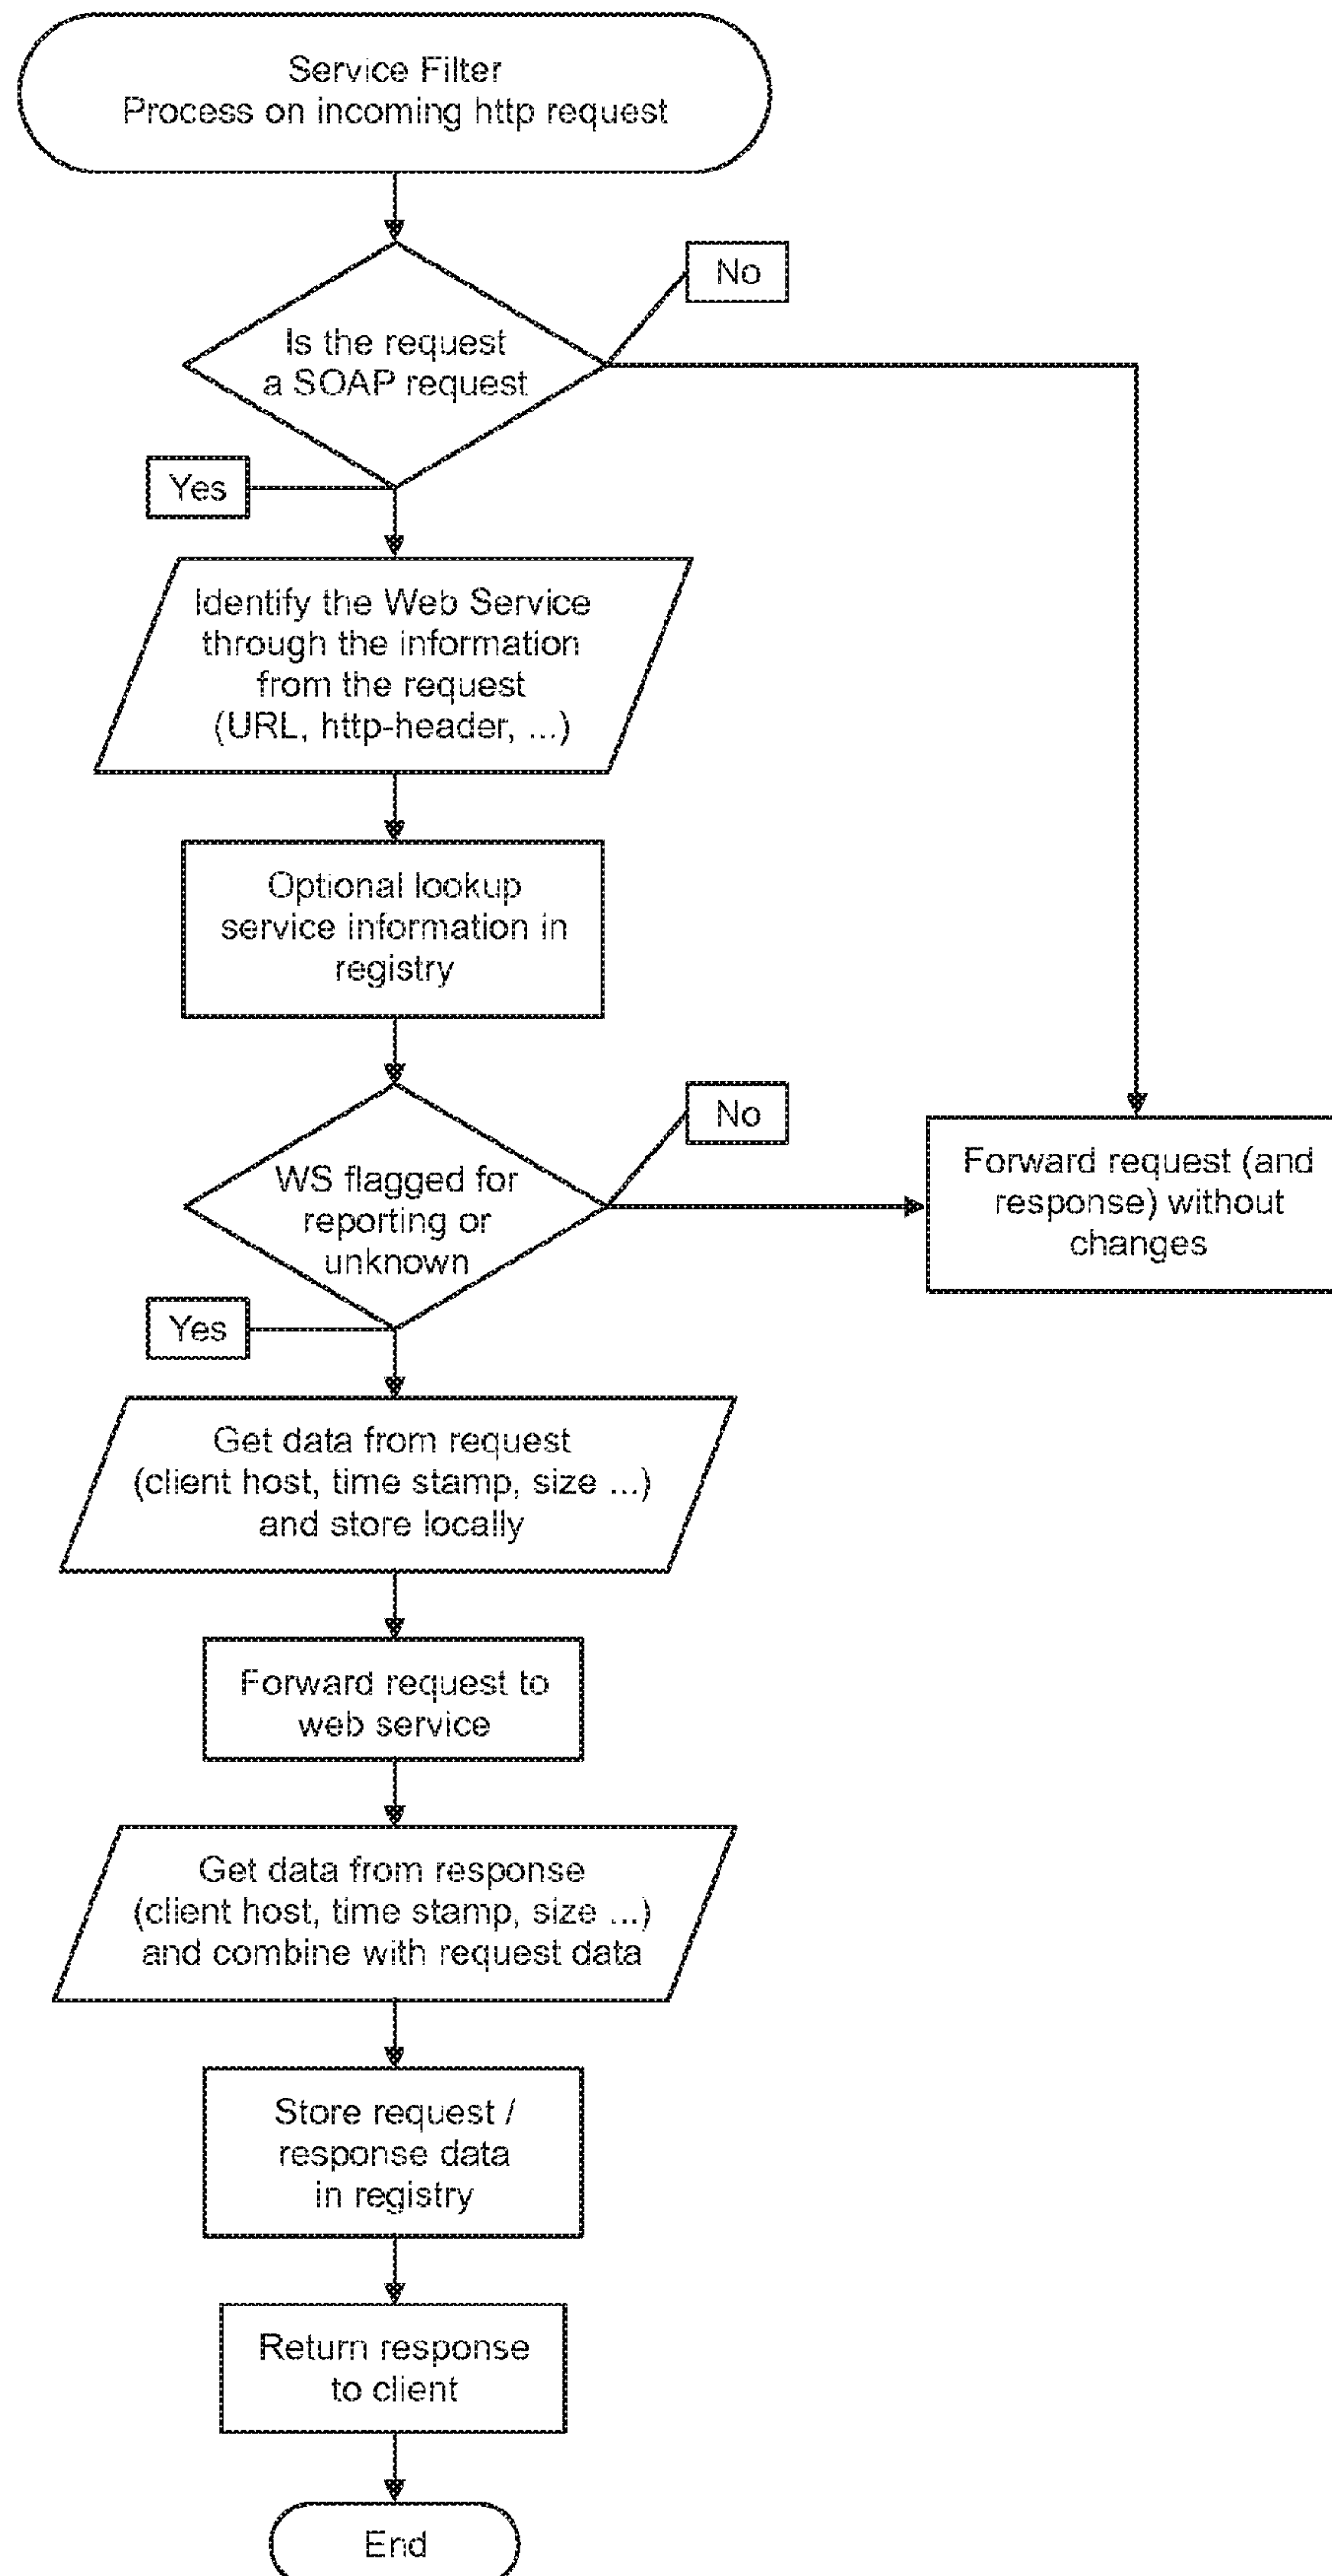 Service Filter
Process on incoming http request
No
Is the request
a SOAP request
Yes
Identify the Web Service
through the information
from the request
(URL, http-header, ...)
Optional lookup
service information in
registry
No
WS flagged for
reporting or
unknown
Forward request (and
response) without
changes
Yes
Get data from request
(client host, time stamp, size ...)
and store locally
Forward request to
web service
Get data from response
(client host, time stamp, size ...)
and combine with request data
Store request /
response data
in registry
Return response
to client
End